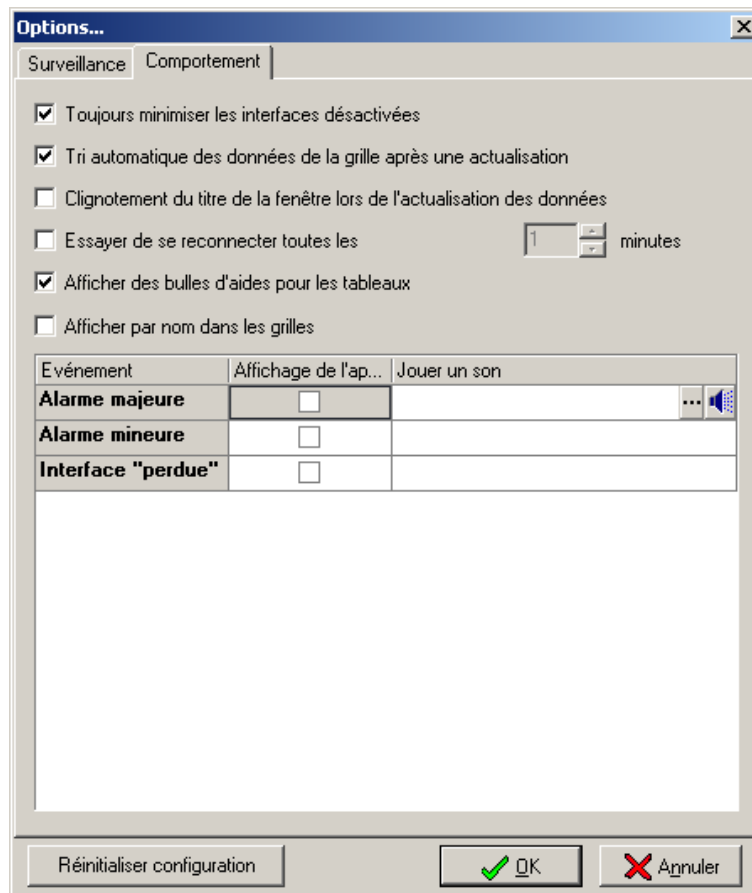 Options...
Surveillance Comportement
Toujours minimiser les interfaces désactivées
Tri automatique des données de la grille après une actualisation
Clignotement du titre de la fenêtre lors de l'actualisation des données
Essayer de se reconnecter toutes les 1 minutes
Afficher des bulles d'aides pour les tableaux
Afficher par nom dans les grilles
Evénement Affichage de l'ap... Jouer un son
Alarme majeure ...
Alarme mineure
Interface "perdue"
Réinitialiser configuration OK Annuler